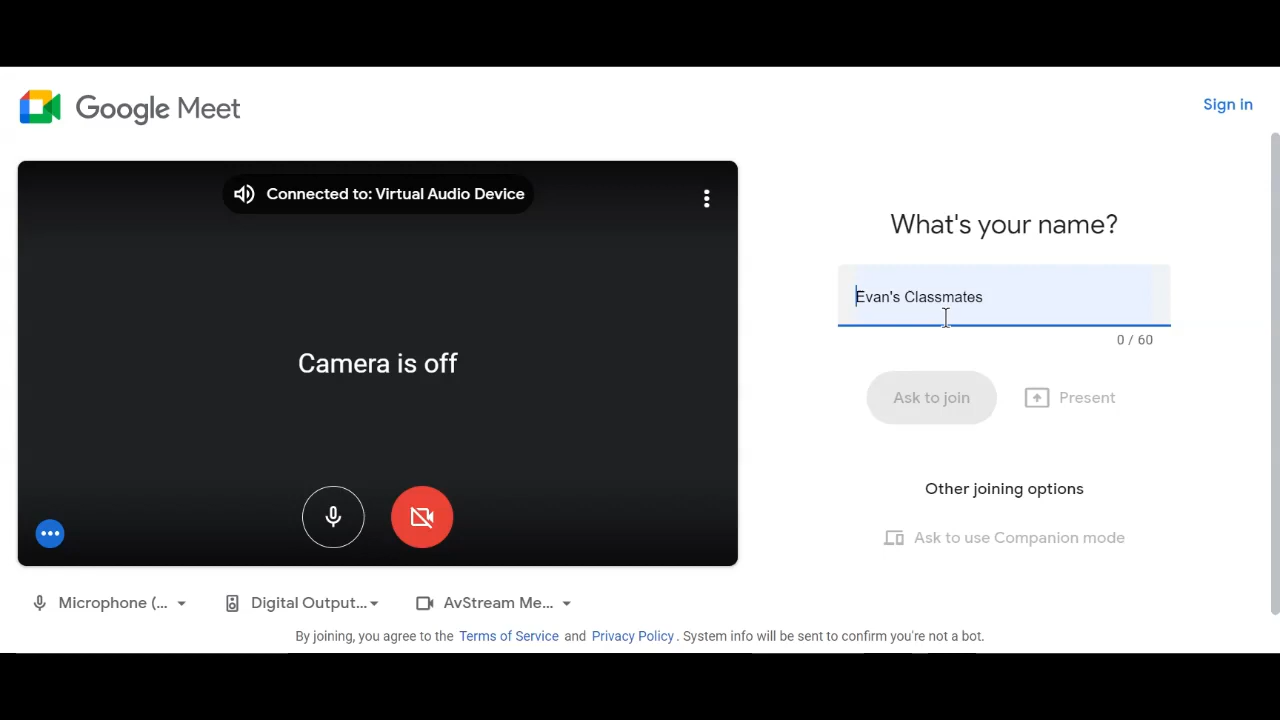 Google Meet
Sign in
Connected to: Virtual Audio Device
What's your name?
Evan's Classmates
0 / 60
Camera is off
Ask to join
Present
Other joining options
Ask to use Companion mode
Microphone (...
Digital Output...
AvStream Me...
By joining, you agree to the Terms of Service and Privacy Policy. System info will be sent to confirm you're not a bot.